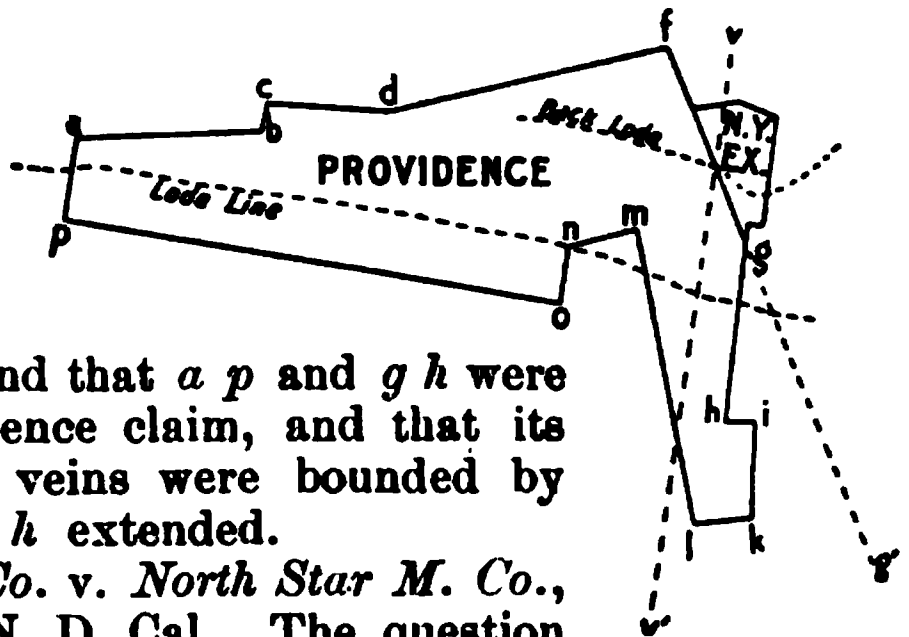 f
v
c
d
a
b
Back Lode
N.Y.
EX.
PROVIDENCE
Lode Line
m
n
g
p
o
nd that a p and g h were
ence claim, and that its
veins were bounded by
h extended.
h
i
l
k
g'
Co. v. North Star M. Co.,
N. D. Cal. The question
v'